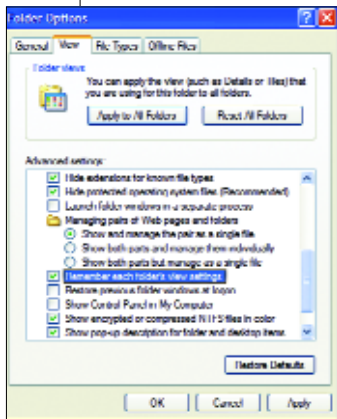 Folder Options
General View File Types Offline Files
Folder views
You can apply the view (such as Details or Tiles) that
you are using for this folder to all folders.
Apply to All Folders Reset All Folders
Advanced settings:
Hide extensions for known file types
Hide protected operating system files (Recommended)
Launch folder windows in a separate process
Managing pairs of Web pages and folders
Show and manage the pair as a single file
Show both parts and manage them individually
Show both parts but manage as a single file
Remember each folder's view settings
Restore previous folder windows at logon
Show Control Panel in My Computer
Show encrypted or compressed NTFS files in color
Show pop-up description for folder and desktop items
Restore Defaults
OK Cancel Apply